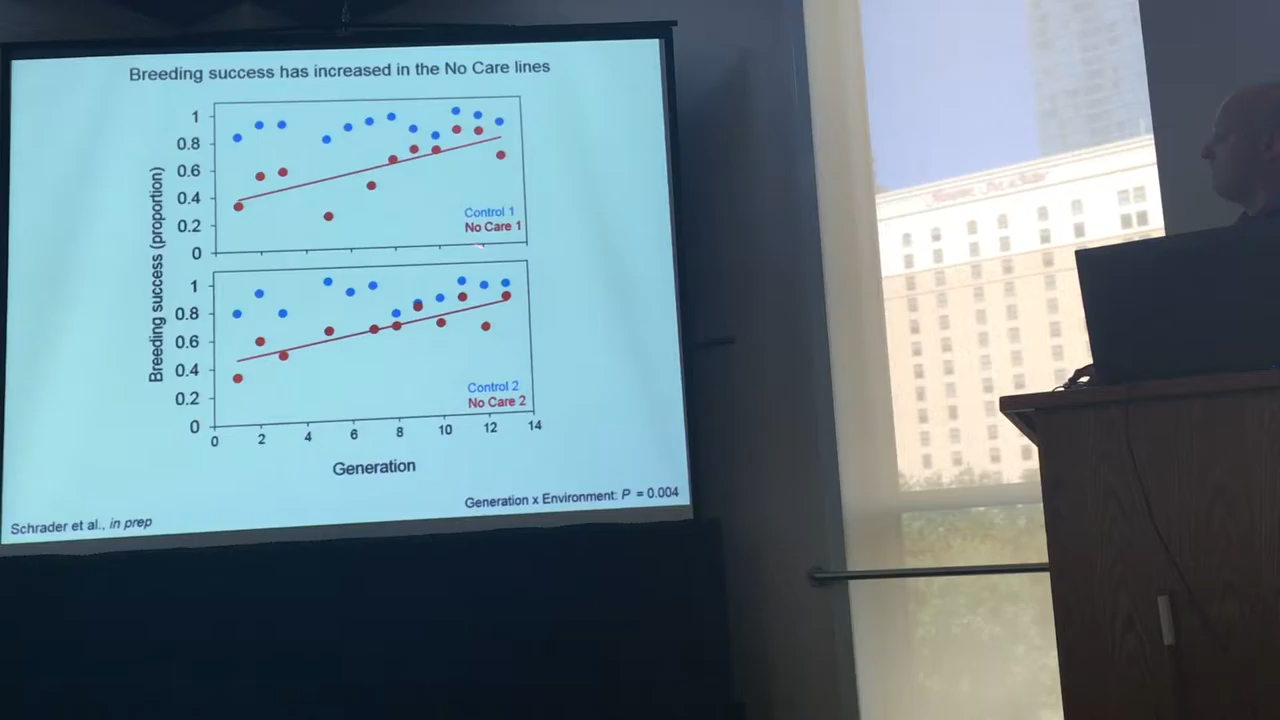 Breeding success has increased in the No Care lines
Breeding success (proportion)
1
0.8
0.6
0.4
0.2
0
Control 1
No Care 1
Breeding success (proportion)
1
0.8
0.6
0.4
0.2
0
Control 2
No Care 2
0 2 4 6 8 10 12 14
Generation
Generation x Environment: P = 0.004
Schrader et al., in prep